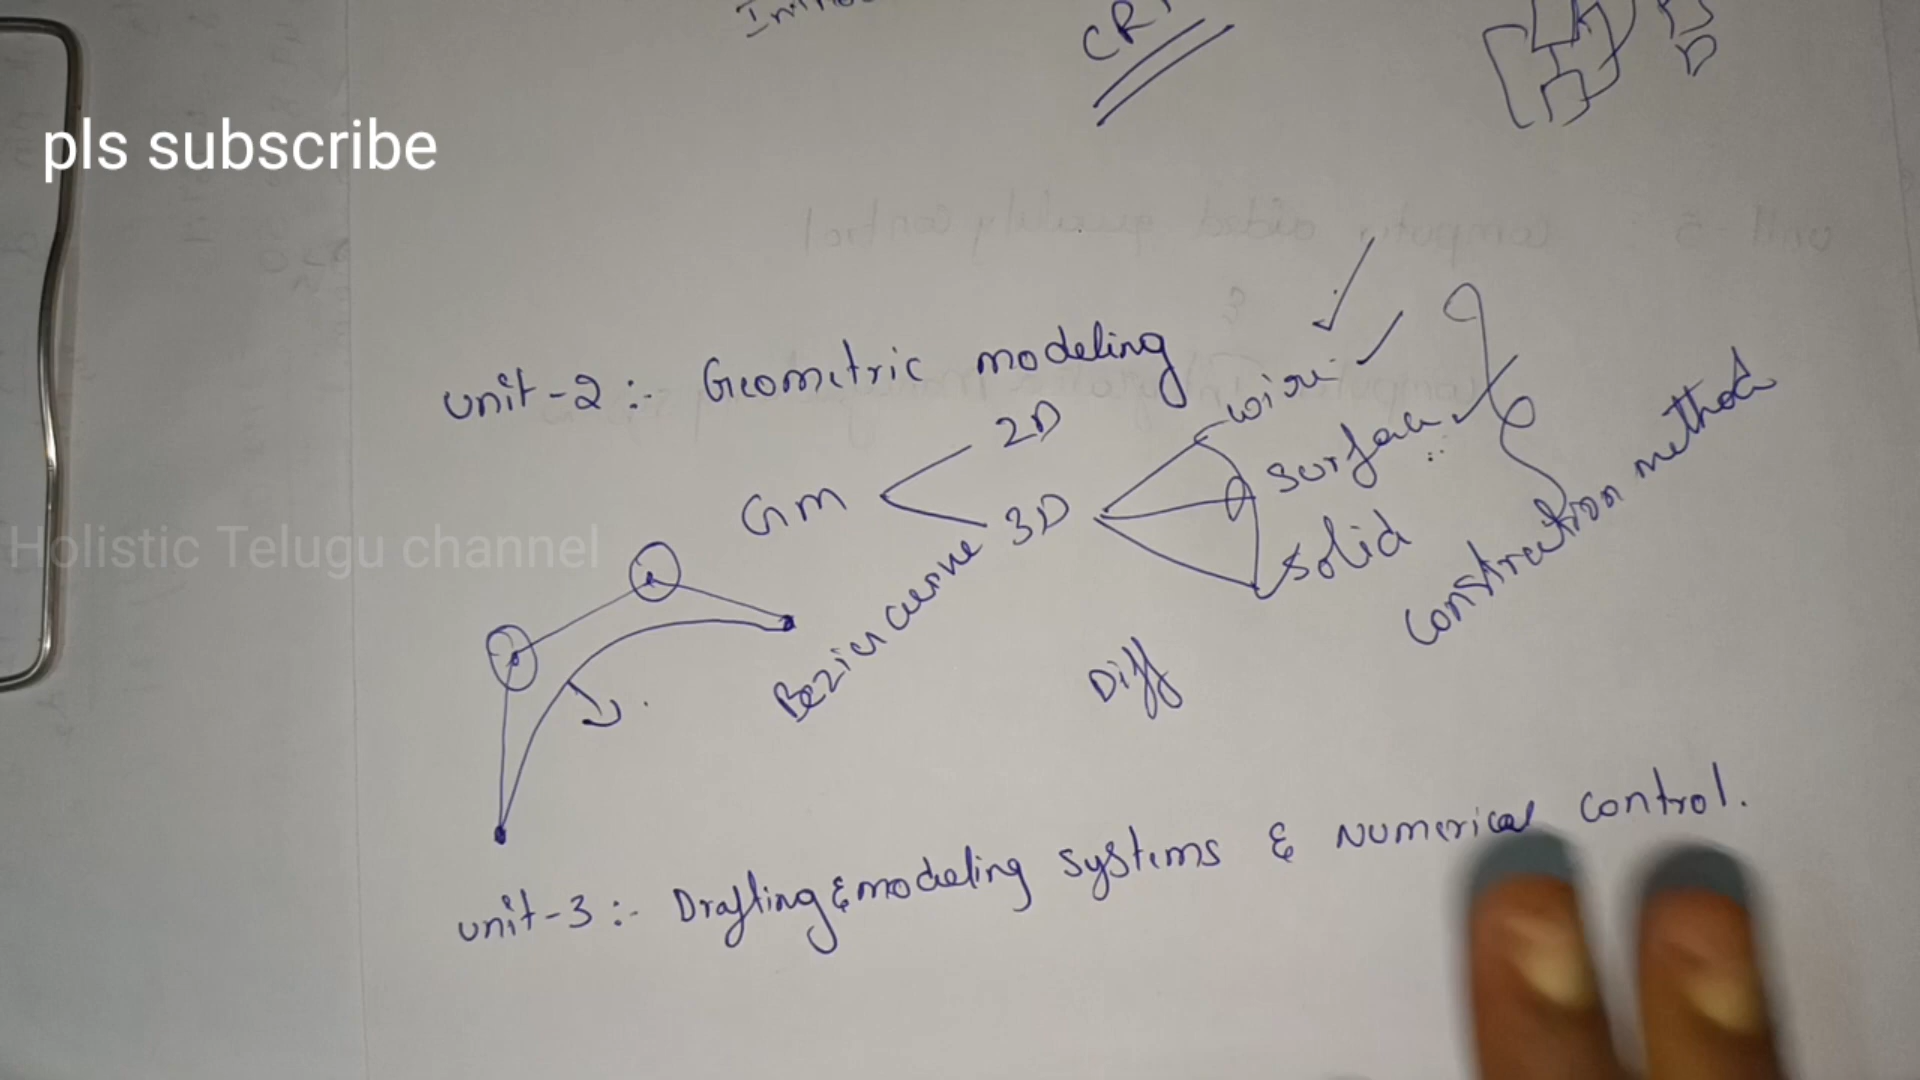 CR
pls subscribe
unit-2 :- Geometric modeling
2D
wire
Gm
3D
surface
solid
Holistic Telugu channel
Bezier curve
Construction methods
Diff
unit-3 :- Drafting & modeling systems & Numerical control.